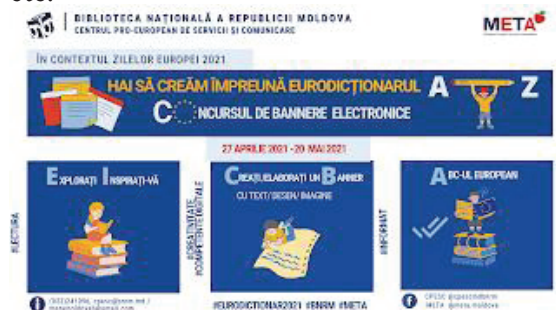 BIBLIOTECA NAȚIONALĂ A REPUBLICII MOLDOVA
CENTRUL PRO-EUROPEAN DE SERVICII ȘI COMUNICARE
META
ÎN CONTEXTUL ZILELOR EUROPEI 2021
HAI SĂ CREĂM ÎMPREUNĂ EURODICȚIONARUL A Z
CONCURSUL DE BANNERE ELECTRONICE
27 APRILIE 2021 - 20 MAI 2021
EXPLORAȚI INSPIRAȚI-VĂ
#LECTURA
CREAȚI/ELABORAȚI UN BANNER
CU TEXT/DESEN/IMAGINE
#CREATIVITATE
#COMPETENTE DIGITALE
ABC-UL EUROPEAN
#INFORMAT
#EURODICTIONAR2021 #BNRM #META